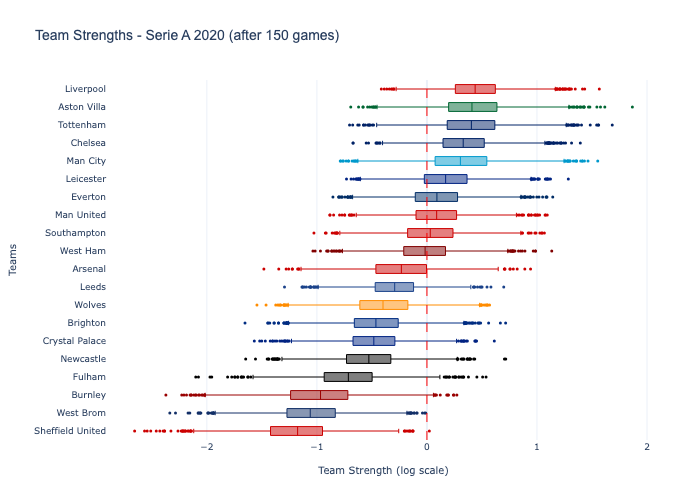 Team Strengths - Serie A 2020 (after 150 games)
Teams
Liverpool
Aston Villa
Tottenham
Chelsea
Man City
Leicester
Everton
Man United
Southampton
West Ham
Arsenal
Leeds
Wolves
Brighton
Crystal Palace
Newcastle
Fulham
Burnley
West Brom
Sheffield United
−2 −1 0 1 2
Team Strength (log scale)